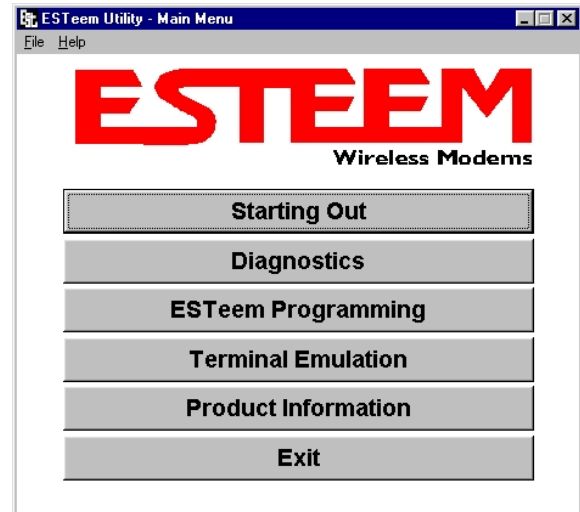 ESTeem Utility - Main Menu
File Help
ESTEEM
Wireless Modems
Starting Out
Diagnostics
ESTeem Programming
Terminal Emulation
Product Information
Exit